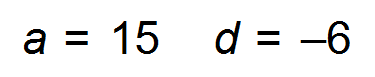 a = 15 d = –6